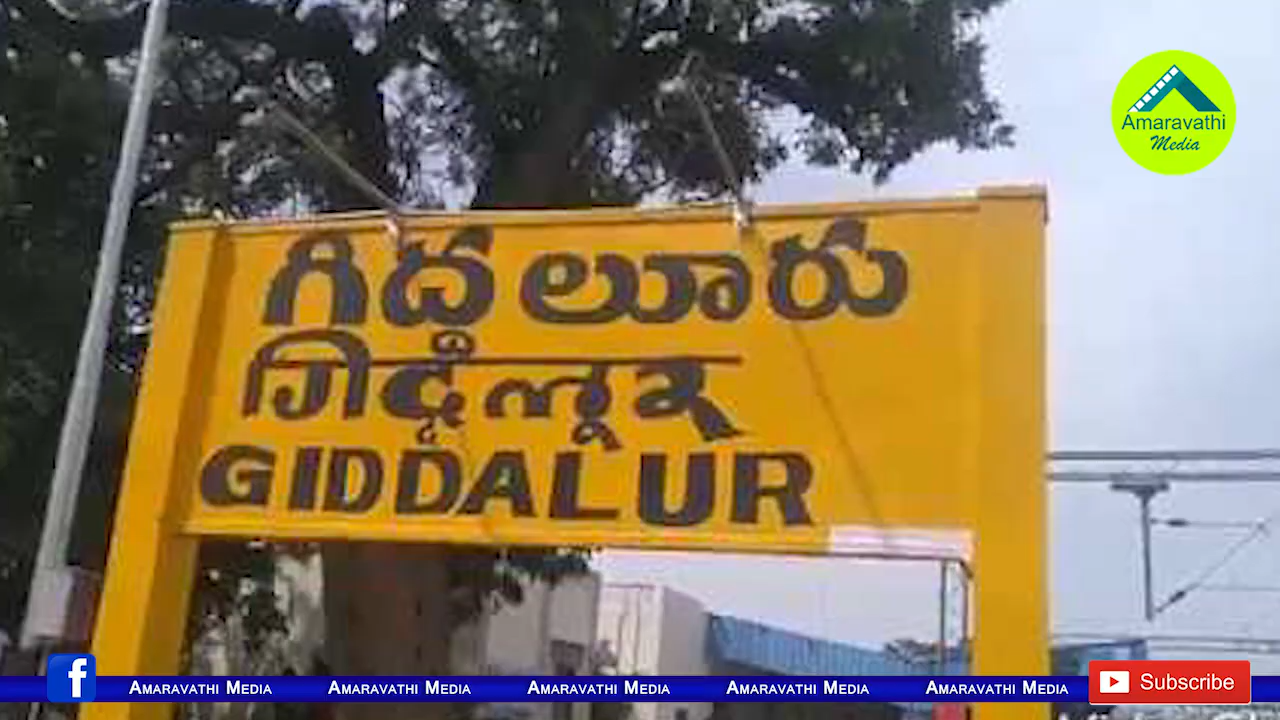 Amaravathi
Media
గిద్దలూరు
गिद्दलूर
GIDDALUR
f
AMARAVATHI MEDIA AMARAVATHI MEDIA AMARAVATHI MEDIA AMARAVATHI MEDIA AMARAVATHI MEDIA
Subscribe